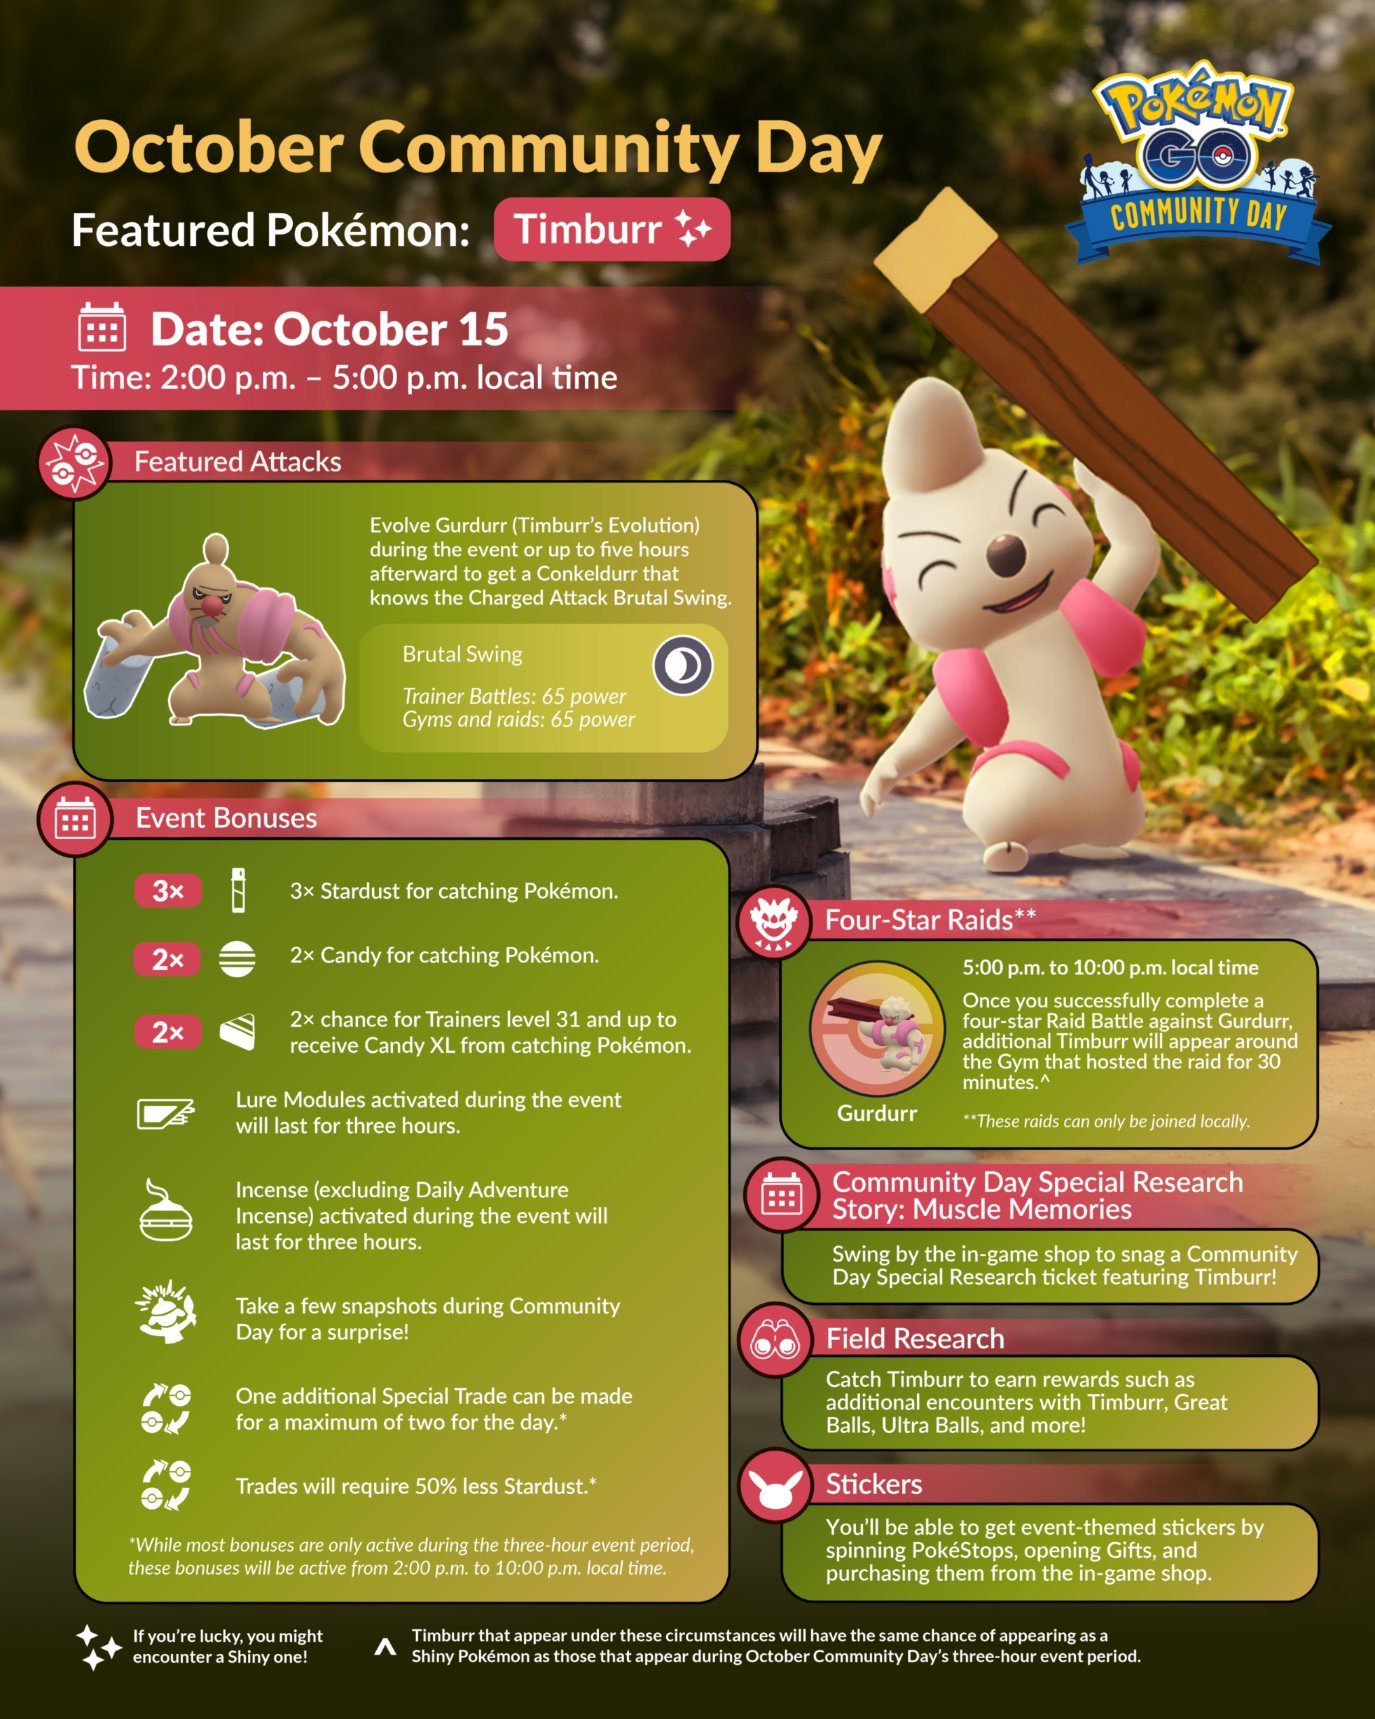 October Community Day
Featured Pokémon: Timburr
POKéMON
GO
COMMUNITY DAY
Date: October 15
Time: 2:00 p.m. – 5:00 p.m. local time
Featured Attacks
Evolve Gurdurr (Timburr's Evolution)
during the event or up to five hours
afterward to get a Conkeldurr that
knows the Charged Attack Brutal Swing.
Brutal Swing
Trainer Battles: 65 power
Gyms and raids: 65 power
Event Bonuses
3× 3× Stardust for catching Pokémon.
2× 2× Candy for catching Pokémon.
2× 2× chance for Trainers level 31 and up to
receive Candy XL from catching Pokémon.
Lure Modules activated during the event
will last for three hours.
Incense (excluding Daily Adventure
Incense) activated during the event will
last for three hours.
Take a few snapshots during Community
Day for a surprise!
One additional Special Trade can be made
for a maximum of two for the day.*
Trades will require 50% less Stardust.*
*While most bonuses are only active during the three-hour event period,
these bonuses will be active from 2:00 p.m. to 10:00 p.m. local time.
Four-Star Raids**
5:00 p.m. to 10:00 p.m. local time
Once you successfully complete a
four-star Raid Battle against Gurdurr,
additional Timburr will appear around
the Gym that hosted the raid for 30
minutes.^
Gurdurr
**These raids can only be joined locally.
Community Day Special Research
Story: Muscle Memories
Swing by the in-game shop to snag a Community
Day Special Research ticket featuring Timburr!
Field Research
Catch Timburr to earn rewards such as
additional encounters with Timburr, Great
Balls, Ultra Balls, and more!
Stickers
You'll be able to get event-themed stickers by
spinning PokéStops, opening Gifts, and
purchasing them from the in-game shop.
If you're lucky, you might
encounter a Shiny one!
^ Timburr that appear under these circumstances will have the same chance of appearing as a
Shiny Pokémon as those that appear during October Community Day's three-hour event period.